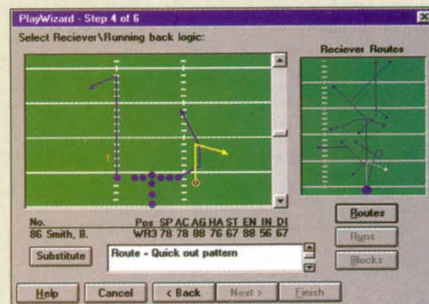 PlayWizard - Step 4 of 6
Select Reciever\Running back logic:
Reciever Routes
No. Pos SP AC AG HA ST EN IN DI
86 Smith, B. WR3 78 78 88 76 67 88 56 67
Substitute
Route - Quick out pattern
Routes
Runs
Blocks
Help
Cancel
< Back
Next >
Finish